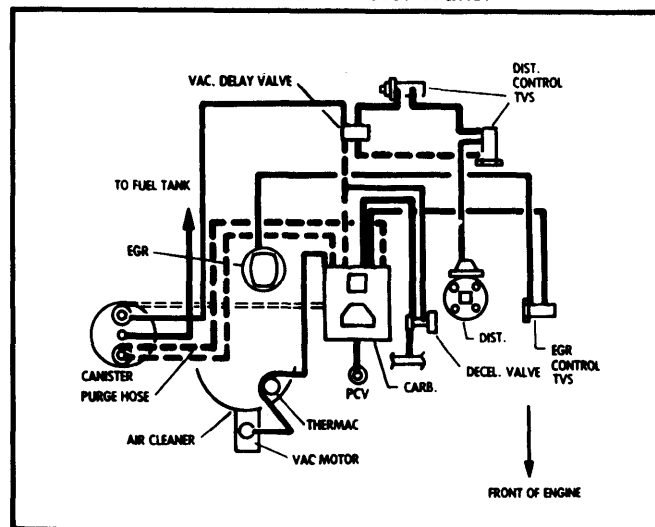 VAC. DELAY VALVE
DIST.
CONTROL
TVS
TO FUEL TANK
EGR
CANISTER
PURGE HOSE
AIR CLEANER
THERMAC
VAC MOTOR
PCV
CARB.
DECEL. VALVE
DIST.
EGR
CONTROL
TVS
FRONT OF ENGINE